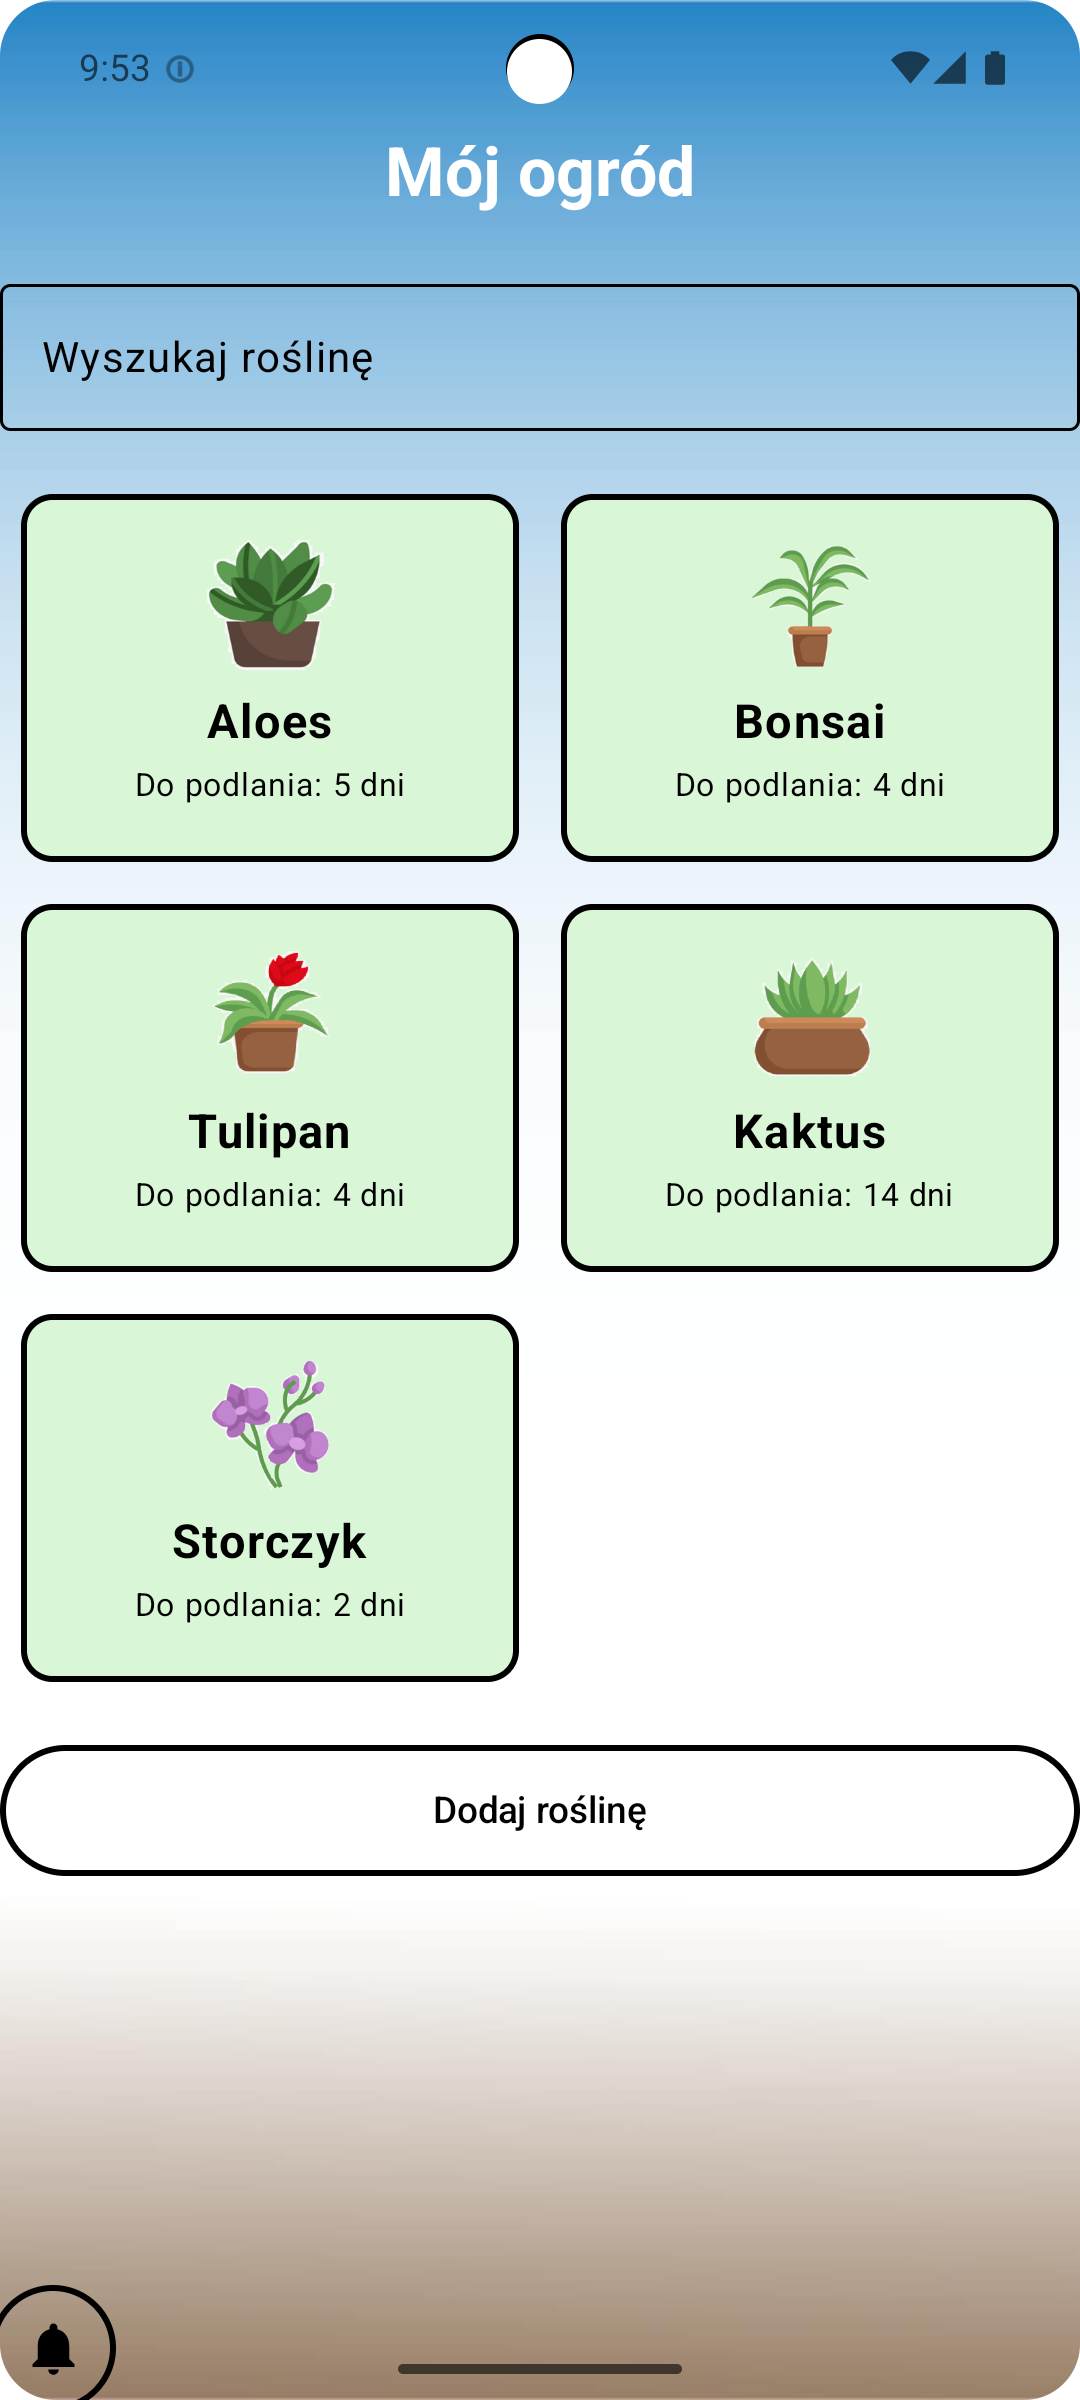 9:53
Mój ogród
Wyszukaj roślinę
Aloes
Do podlania: 5 dni
Bonsai
Do podlania: 4 dni
Tulipan
Do podlania: 4 dni
Kaktus
Do podlania: 14 dni
Storczyk
Do podlania: 2 dni
Dodaj roślinę